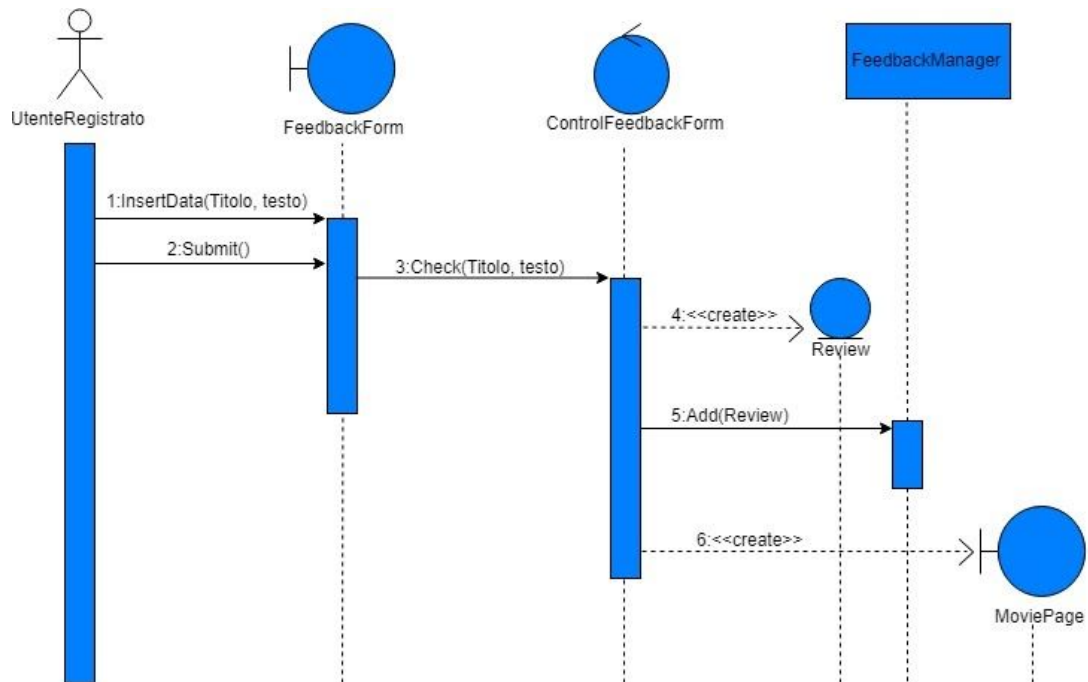 UtenteRegistrato
FeedbackForm
ControlFeedbackForm
FeedbackManager
1:InsertData(Titolo, testo)
2:Submit()
3:Check(Titolo, testo)
4:<<create>>
Review
5:Add(Review)
6:<<create>>
MoviePage